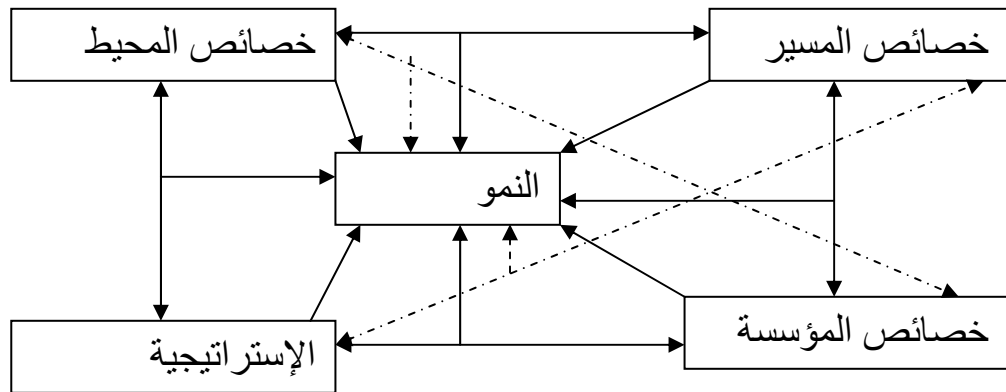 خصائص المسير
خصائص المحيط
النمو
خصائص المؤسسة
الإستراتيجية